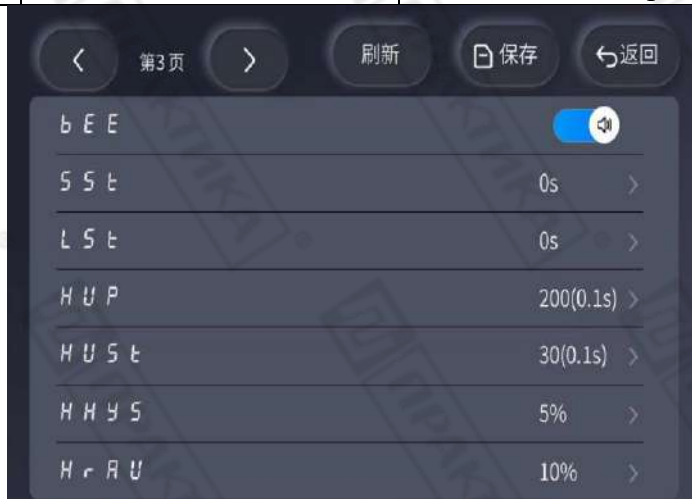 第3页 刷新 保存 返回
bEE
SSt 0s
LSt 0s
HUP 200(0.1s)
HUSt 30(0.1s)
HHYS 5%
HrAU 10%
ПРАКТИКА